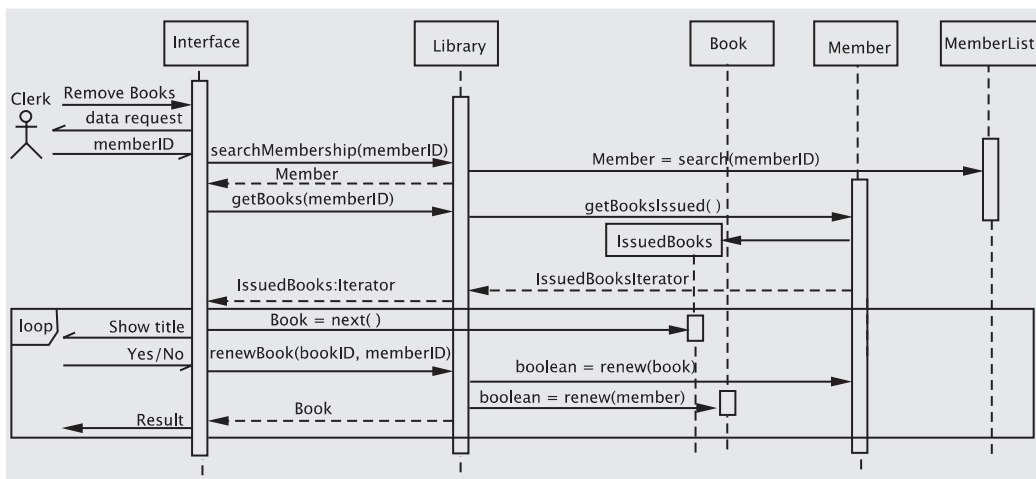 Interface
Library
Book
Member
MemberList
Clerk
Remove Books
data request
memberID
searchMembership(memberID)
Member = search(memberID)
Member
getBooks(memberID)
getBooksIssued( )
IssuedBooks
IssuedBooksIterator
IssuedBooks:Iterator
loop
Book = next( )
Show title
Yes/No
renewBook(bookID, memberID)
boolean = renew(book)
boolean = renew(member)
Book
Result